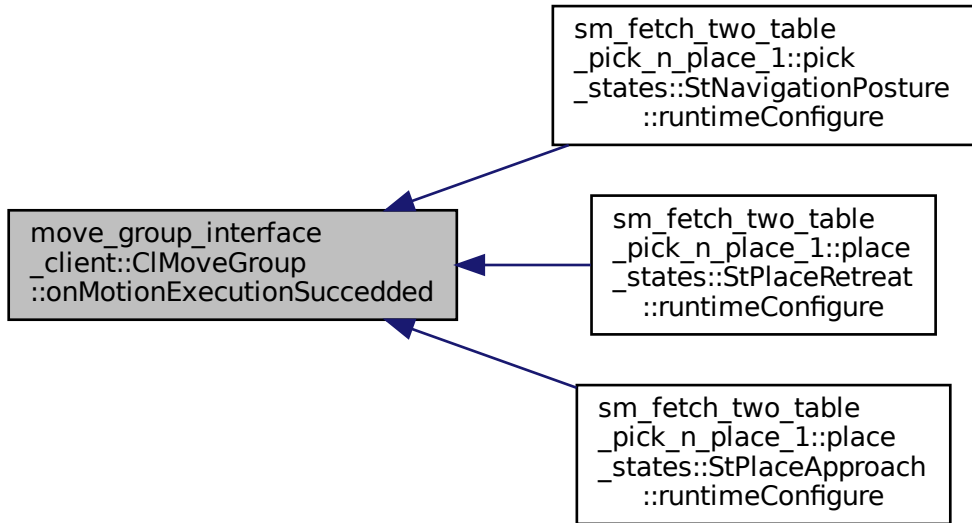 sm_fetch_two_table
_pick_n_place_1::pick
_states::StNavigationPosture
::runtimeConfigure
move_group_interface
_client::ClMoveGroup
::onMotionExecutionSuccedded
sm_fetch_two_table
_pick_n_place_1::place
_states::StPlaceRetreat
::runtimeConfigure
sm_fetch_two_table
_pick_n_place_1::place
_states::StPlaceApproach
::runtimeConfigure